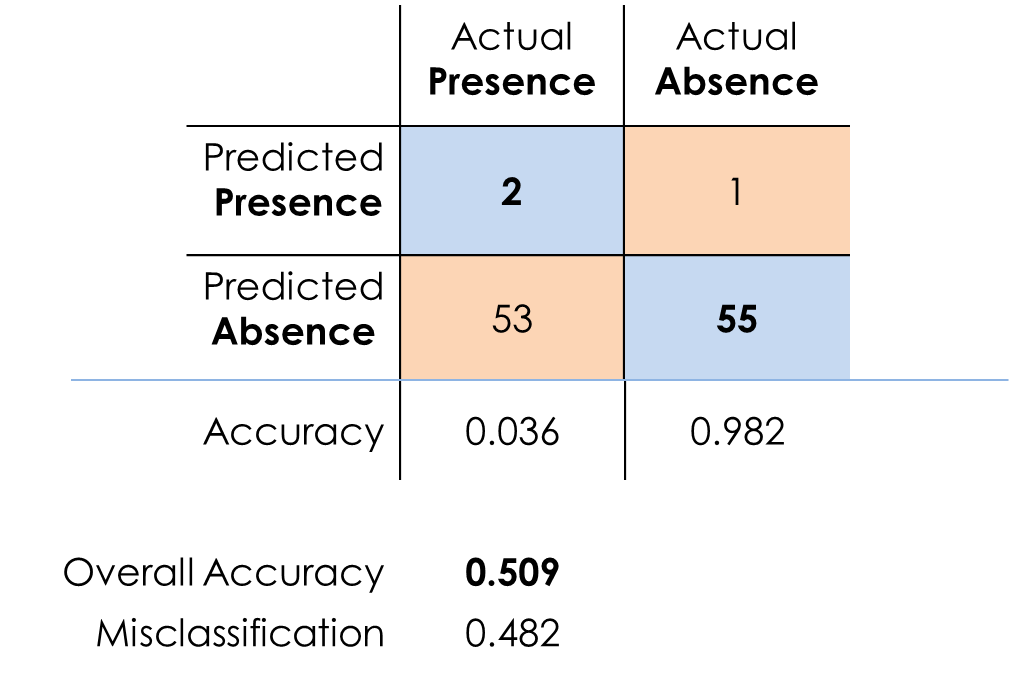 Actual Actual
Presence Absence
Predicted
Presence 2 1
Predicted
Absence 53 55
Accuracy 0.036 0.982
Overall Accuracy 0.509
Misclassification 0.482